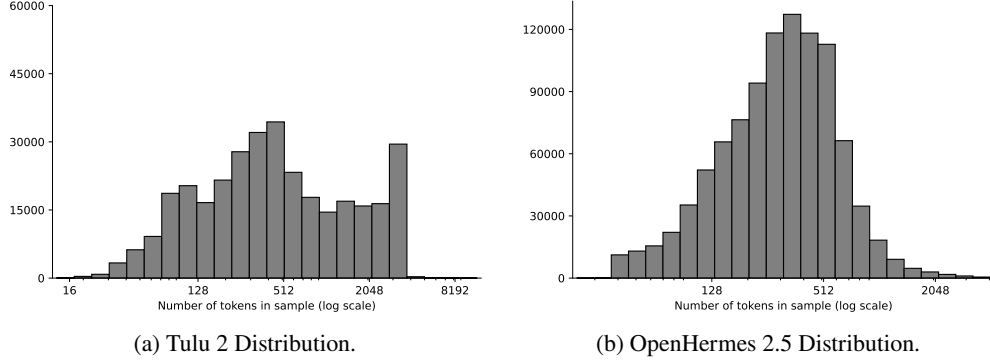 60000
45000
30000
15000
0
16 128 512 2048 8192
Number of tokens in sample (log scale)
(a) Tulu 2 Distribution.
120000
90000
60000
30000
0
128 512 2048
Number of tokens in sample (log scale)
(b) OpenHermes 2.5 Distribution.